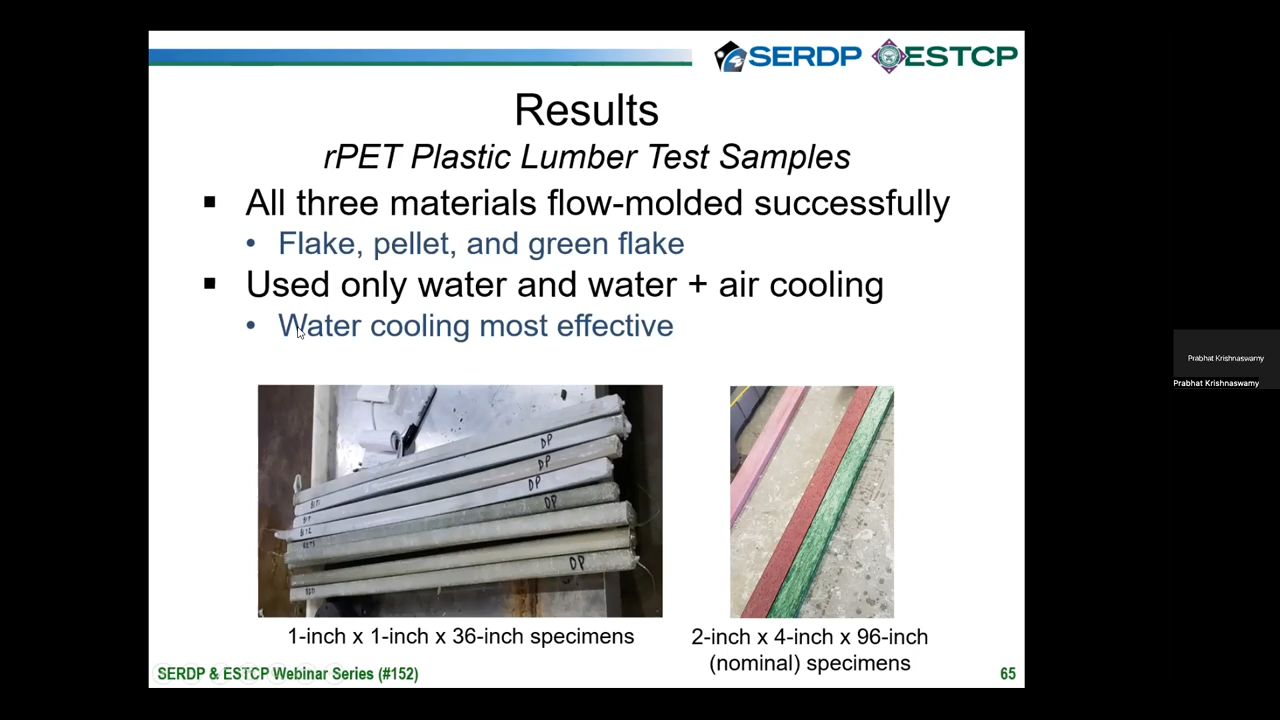 SERDP ESTCP
Results
rPET Plastic Lumber Test Samples
▪ All three materials flow-molded successfully
• Flake, pellet, and green flake
▪ Used only water and water + air cooling
• Water cooling most effective
Prabhat Krishnaswamy
Prabhat Krishnaswamy
DP
DP
DP
DP
DP
1-inch x 1-inch x 36-inch specimens
2-inch x 4-inch x 96-inch
(nominal) specimens
SERDP & ESTCP Webinar Series (#152)
65